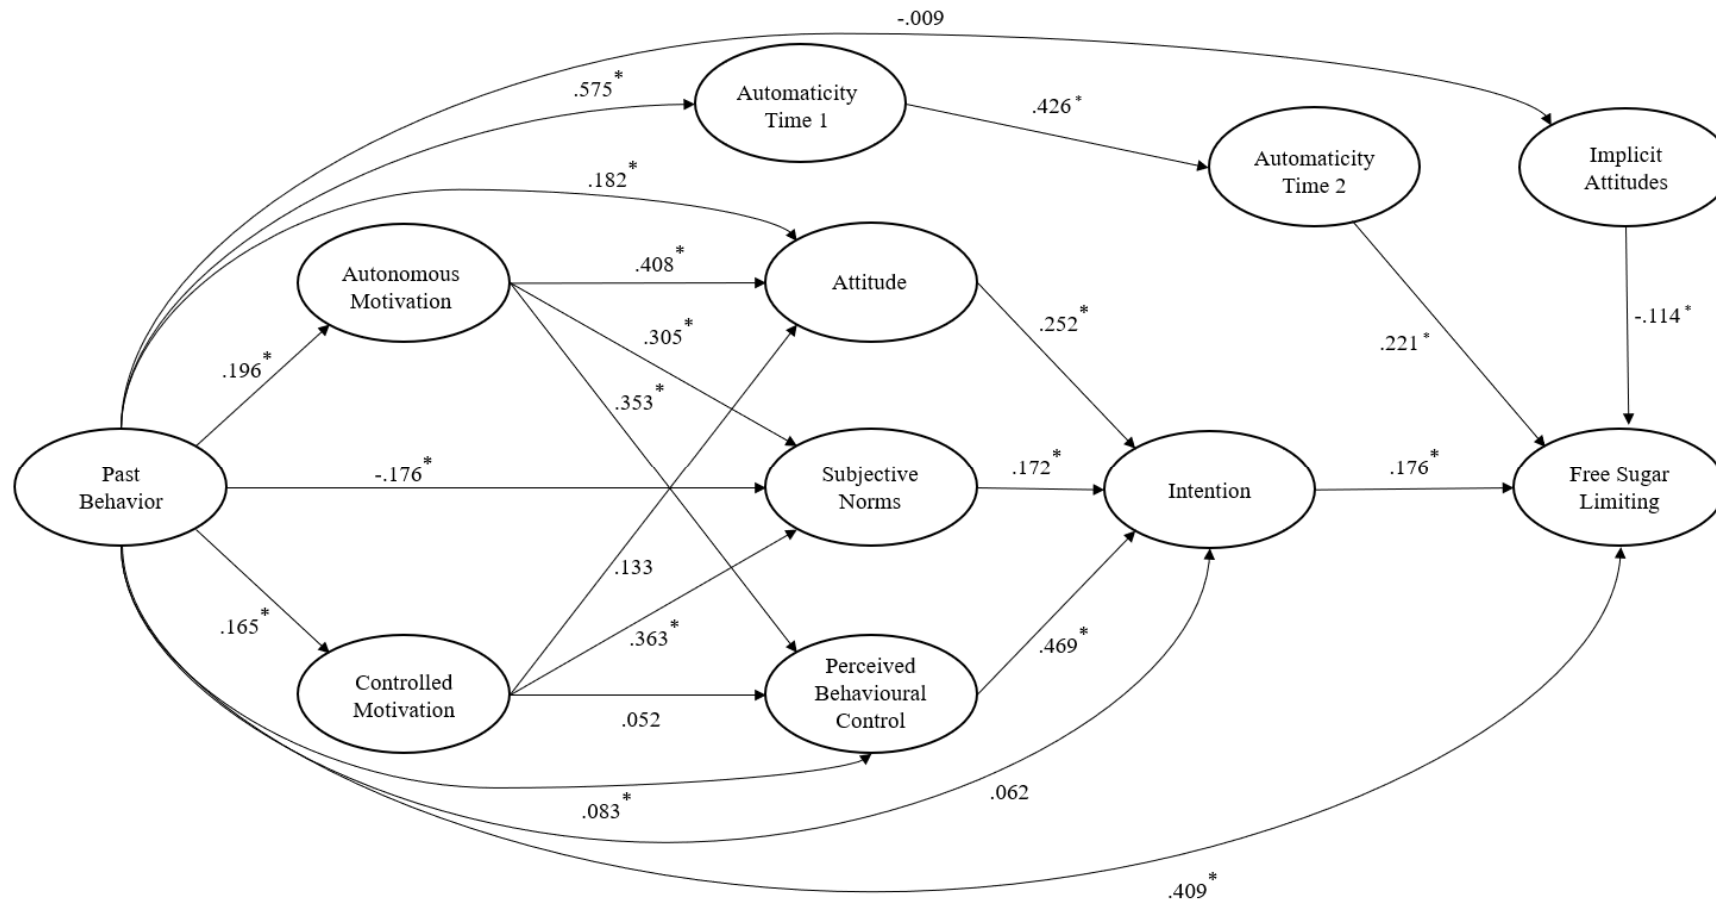 -.009
.575*
Automaticity
Time 1
.426*
Automaticity
Time 2
Implicit
Attitudes
.182*
Autonomous
Motivation
.408*
Attitude
.305*
.252*
.221*
-.114*
.196*
.353*
Past
Behavior
-.176*
Subjective
Norms
.172*
Intention
.176*
Free Sugar
Limiting
.133
.165*
.363*
.469*
Controlled
Motivation
.052
Perceived
Behavioural
Control
.083*
.062
.409*